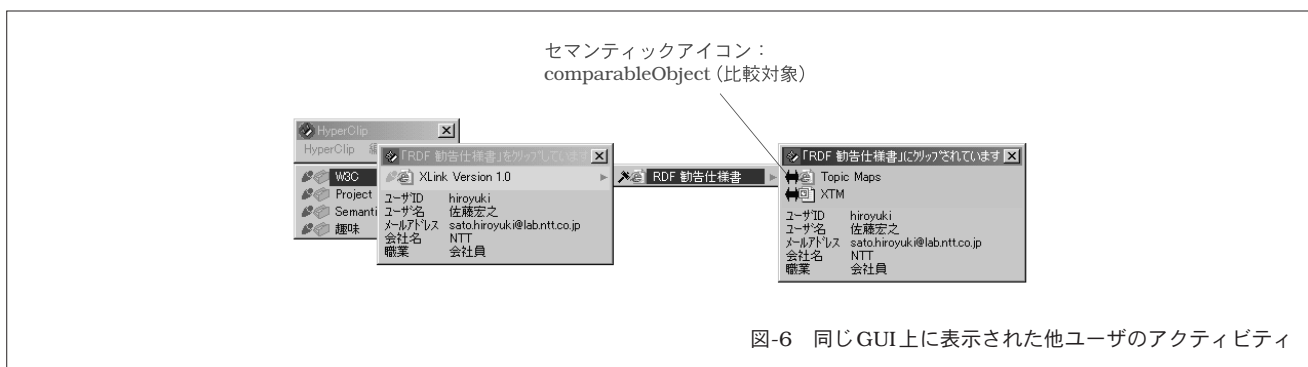 セマンティックアイコン：
comparableObject（比較対象）
HyperClip
HyperClip
W3C
Project
Semanti
趣味
「RDF 勧告仕様書」をクリップしています
XLink Version 1.0
ユーザID hiroyuki
ユーザ名 佐藤宏之
メールアドレス sato.hiroyuki@lab.ntt.co.jp
会社名 NTT
職業 会社員
RDF 勧告仕様書
「RDF 勧告仕様書」にクリップされています
Topic Maps
XTM
ユーザID hiroyuki
ユーザ名 佐藤宏之
メールアドレス sato.hiroyuki@lab.ntt.co.jp
会社名 NTT
職業 会社員
図-6 同じGUI上に表示された他ユーザのアクティビティ